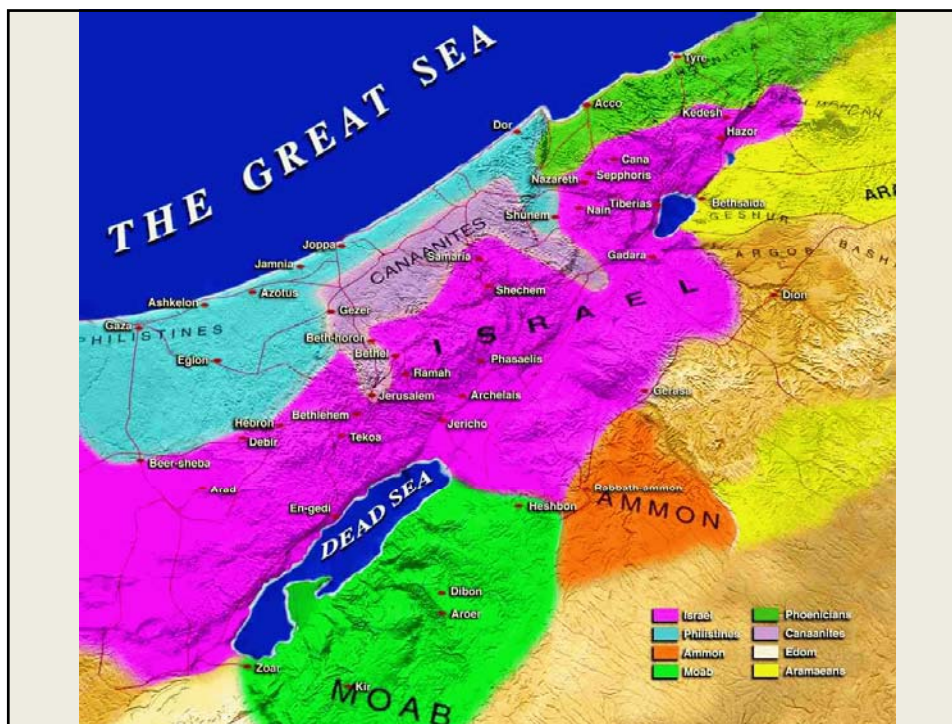 THE GREAT SEA
PHOENICIA
Tyre
Acco
Kedesh
Dor
Hazor
Cana
Sepphoris
Nazareth
Bethsaida
Tiberias
Nain
Shunem
GESHUR
Joppa
CANAANITES
Samaria
Gadara
ARGOB
Jamnia
Azotus
Shechem
Dion
Ashkelon
Gezer
ISRAEL
Gaza
PHILISTINES
Beth-horon
Bethel
Phasaelis
Eglon
Ramah
Gerasa
Jerusalem
Archelais
Bethlehem
Hebron
Jericho
Debir
Tekoa
Beer-sheba
Arad
Rabbath-ammon
En-gedi
DEAD SEA
Heshbon
AMMON
Dibon
Aroer
Zoar
Kir
MOAB
Israel
Philistines
Ammon
Moab
Phoenicians
Canaanites
Edom
Aramaeans